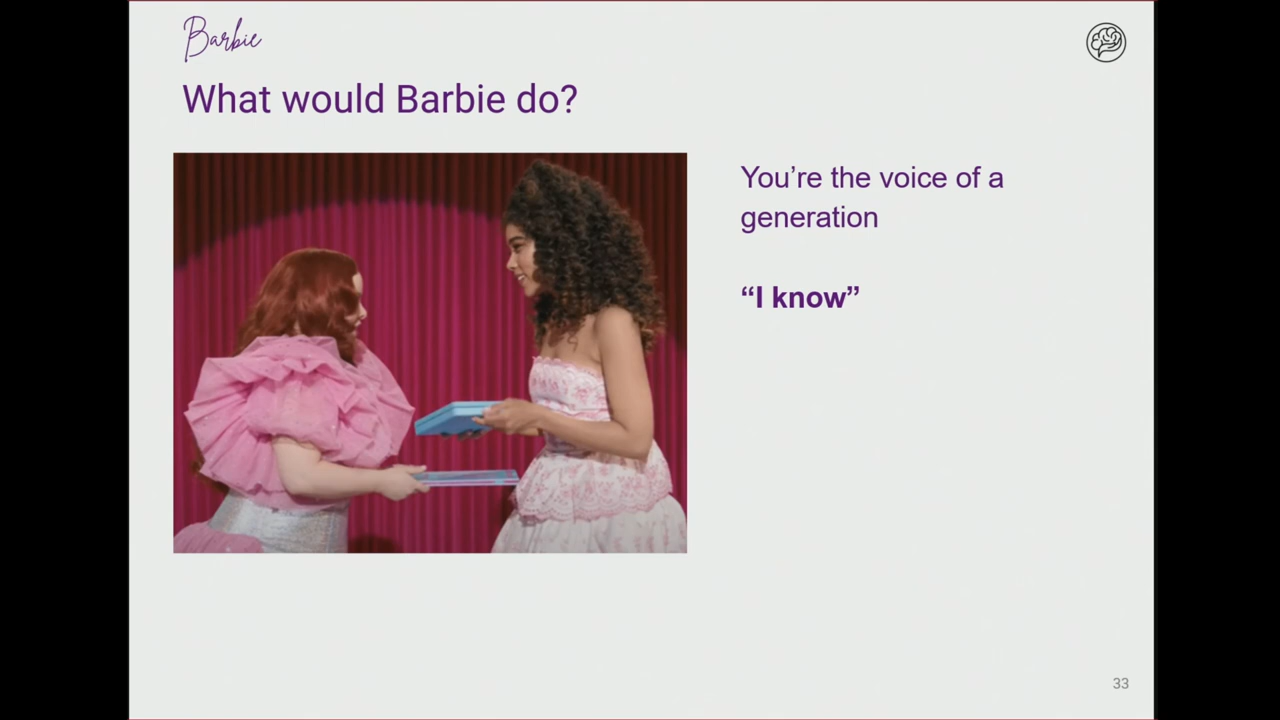 Barbie
What would Barbie do?
You’re the voice of a
generation
“I know”
33